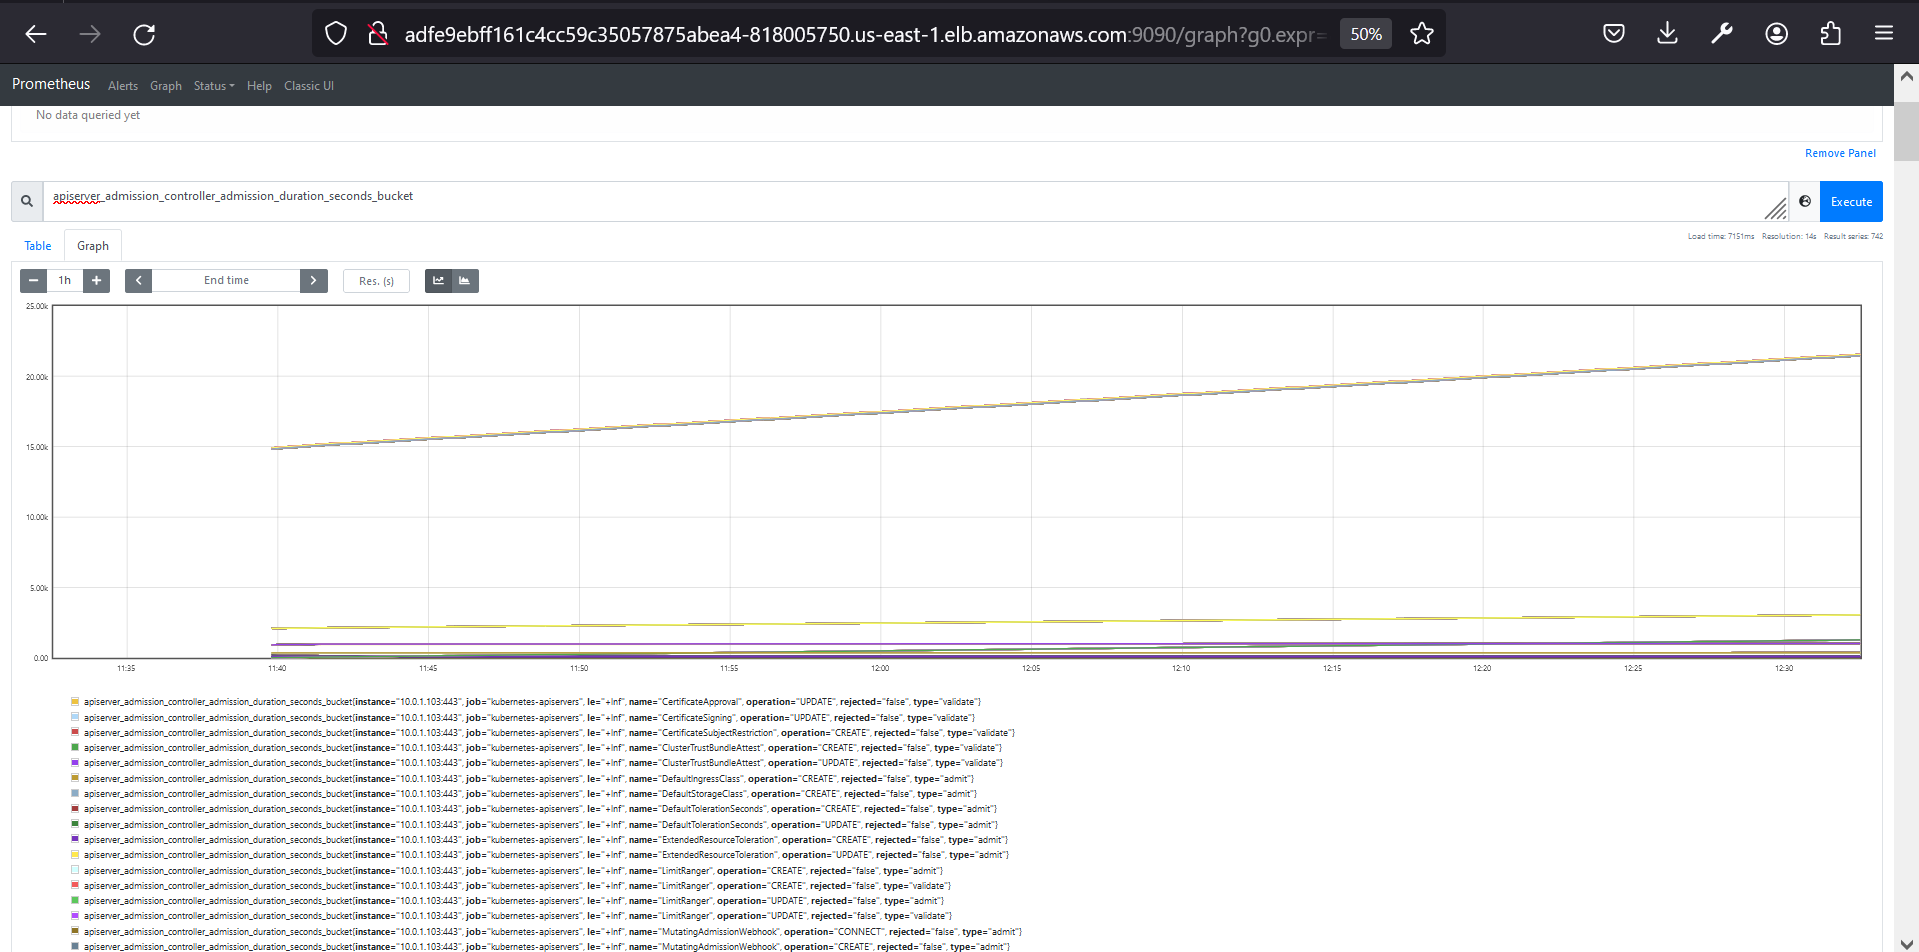 adfe9ebff161c4cc59c35057875abea4-818005750.us-east-1.elb.amazonaws.com:9090/graph?g0.expr= 50%
Prometheus Alerts Graph Status Help Classic UI
No data queried yet
Remove Panel
apiserver_admission_controller_admission_duration_seconds_bucket
Execute
Table Graph
Load time: 7151ms Resolution: 14s Result series: 742
− 1h + End time Res. (s)
25.00k
20.00k
15.00k
10.00k
5.00k
0.00
11:35 11:40 11:45 11:50 11:55 12:00 12:05 12:10 12:15 12:20 12:25 12:30
apiserver_admission_controller_admission_duration_seconds_bucket{instance="10.0.1.103:443", job="kubernetes-apiservers", le="+Inf", name="CertificateApproval", operation="UPDATE", rejected="false", type="validate"}
apiserver_admission_controller_admission_duration_seconds_bucket{instance="10.0.1.103:443", job="kubernetes-apiservers", le="+Inf", name="CertificateSigning", operation="UPDATE", rejected="false", type="validate"}
apiserver_admission_controller_admission_duration_seconds_bucket{instance="10.0.1.103:443", job="kubernetes-apiservers", le="+Inf", name="CertificateSubjectRestriction", operation="CREATE", rejected="false", type="validate"}
apiserver_admission_controller_admission_duration_seconds_bucket{instance="10.0.1.103:443", job="kubernetes-apiservers", le="+Inf", name="ClusterTrustBundleAttest", operation="CREATE", rejected="false", type="validate"}
apiserver_admission_controller_admission_duration_seconds_bucket{instance="10.0.1.103:443", job="kubernetes-apiservers", le="+Inf", name="ClusterTrustBundleAttest", operation="UPDATE", rejected="false", type="validate"}
apiserver_admission_controller_admission_duration_seconds_bucket{instance="10.0.1.103:443", job="kubernetes-apiservers", le="+Inf", name="DefaultIngressClass", operation="CREATE", rejected="false", type="admit"}
apiserver_admission_controller_admission_duration_seconds_bucket{instance="10.0.1.103:443", job="kubernetes-apiservers", le="+Inf", name="DefaultStorageClass", operation="CREATE", rejected="false", type="admit"}
apiserver_admission_controller_admission_duration_seconds_bucket{instance="10.0.1.103:443", job="kubernetes-apiservers", le="+Inf", name="DefaultTolerationSeconds", operation="CREATE", rejected="false", type="admit"}
apiserver_admission_controller_admission_duration_seconds_bucket{instance="10.0.1.103:443", job="kubernetes-apiservers", le="+Inf", name="DefaultTolerationSeconds", operation="UPDATE", rejected="false", type="admit"}
apiserver_admission_controller_admission_duration_seconds_bucket{instance="10.0.1.103:443", job="kubernetes-apiservers", le="+Inf", name="ExtendedResourceToleration", operation="CREATE", rejected="false", type="admit"}
apiserver_admission_controller_admission_duration_seconds_bucket{instance="10.0.1.103:443", job="kubernetes-apiservers", le="+Inf", name="ExtendedResourceToleration", operation="UPDATE", rejected="false", type="admit"}
apiserver_admission_controller_admission_duration_seconds_bucket{instance="10.0.1.103:443", job="kubernetes-apiservers", le="+Inf", name="LimitRanger", operation="CREATE", rejected="false", type="admit"}
apiserver_admission_controller_admission_duration_seconds_bucket{instance="10.0.1.103:443", job="kubernetes-apiservers", le="+Inf", name="LimitRanger", operation="CREATE", rejected="false", type="validate"}
apiserver_admission_controller_admission_duration_seconds_bucket{instance="10.0.1.103:443", job="kubernetes-apiservers", le="+Inf", name="LimitRanger", operation="UPDATE", rejected="false", type="admit"}
apiserver_admission_controller_admission_duration_seconds_bucket{instance="10.0.1.103:443", job="kubernetes-apiservers", le="+Inf", name="LimitRanger", operation="UPDATE", rejected="false", type="validate"}
apiserver_admission_controller_admission_duration_seconds_bucket{instance="10.0.1.103:443", job="kubernetes-apiservers", le="+Inf", name="MutatingAdmissionWebhook", operation="CONNECT", rejected="false", type="admit"}
apiserver_admission_controller_admission_duration_seconds_bucket{instance="10.0.1.103:443", job="kubernetes-apiservers", le="+Inf", name="MutatingAdmissionWebhook", operation="CREATE", rejected="false", type="admit"}